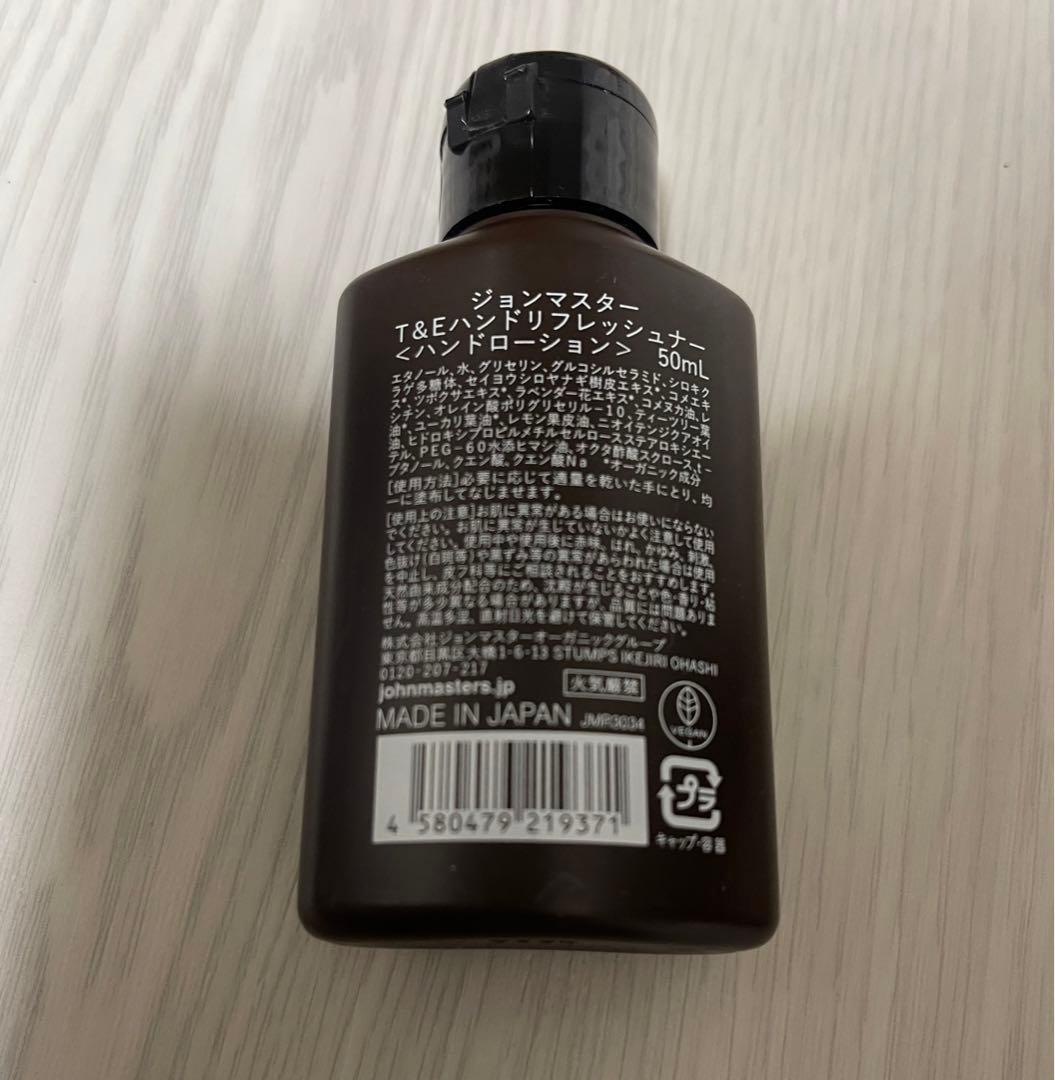 ジョンマスター
T&Eハンドリフレッシュナー
<ハンドローション> 50mL
エタノール、水、グリセリン、グルコシルセラミド、シロキク
ラゲ多糖体、セイヨウシロヤナギ樹皮エキス*、コメエキ
ス*、ツボクサエキス*、ラベンダー花エキス*、コメヌカ油、レ
シチン、オレイン酸ポリグリセリル-10、ティーツリー葉
油*、ユーカリ葉油*、レモン果皮油、ニオイテンジクアオイ
油、ヒドロキシプロピルメチルセルロースステアロキシエー
テル、PEG-60水添ヒマシ油、オクタ酢酸スクロース、t-
ブタノール、クエン酸、クエン酸Na *オーガニック成分
[使用方法]必要に応じて適量を乾いた手にとり、均
一に塗布してなじませます。
[使用上の注意]お肌に異常がある場合はお使いにならない
でください。お肌に異常が生じていないかよく注意して使用
してください。使用中や使用後に赤味、はれ、かゆみ、刺激、
色抜け(白斑等)や黒ずみ等の異常があらわれた場合は使用
を中止し、皮フ科等にご相談されることをおすすめします。
天然由来成分配合のため、沈殿が生じることや色・香り・粘
性等が多少異なる場合がありますが、品質には問題ありま
せん。高温多湿、直射日光を避けて保管してください。
株式会社ジョンマスターオーガニックグループ
東京都目黒区大橋1-6-13 STUMPS IKEJIRI OHASHI
0120-207-217
johnmasters.jp 火気厳禁
MADE IN JAPAN JMP3034
VEGAN
4 580479 219371
プラ
キャップ・容器